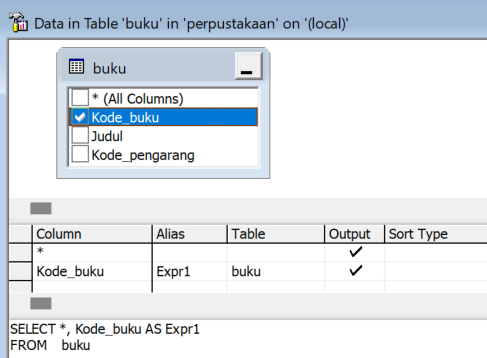 Data in Table 'buku' in 'perpustakaan' on '(local)'
buku
* (All Columns)
Kode_buku
Judul
Kode_pengarang
Column Alias Table Output Sort Type
*
Kode_buku Expr1 buku
SELECT *, Kode_buku AS Expr1
FROM buku